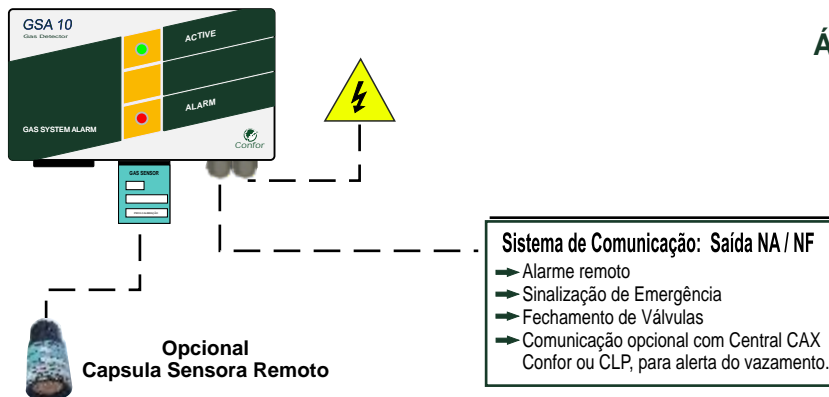 GSA 10
Gas Detector
ACTIVE
ALARM
GAS SYSTEM ALARM
Confor
GAS SENSOR
Á
Sistema de Comunicação: Saída NA / NF
Alarme remoto
Sinalização de Emergência
Fechamento de Válvulas
Comunicação opcional com Central CAX
Confor ou CLP, para alerta do vazamento.
Opcional
Capsula Sensora Remoto